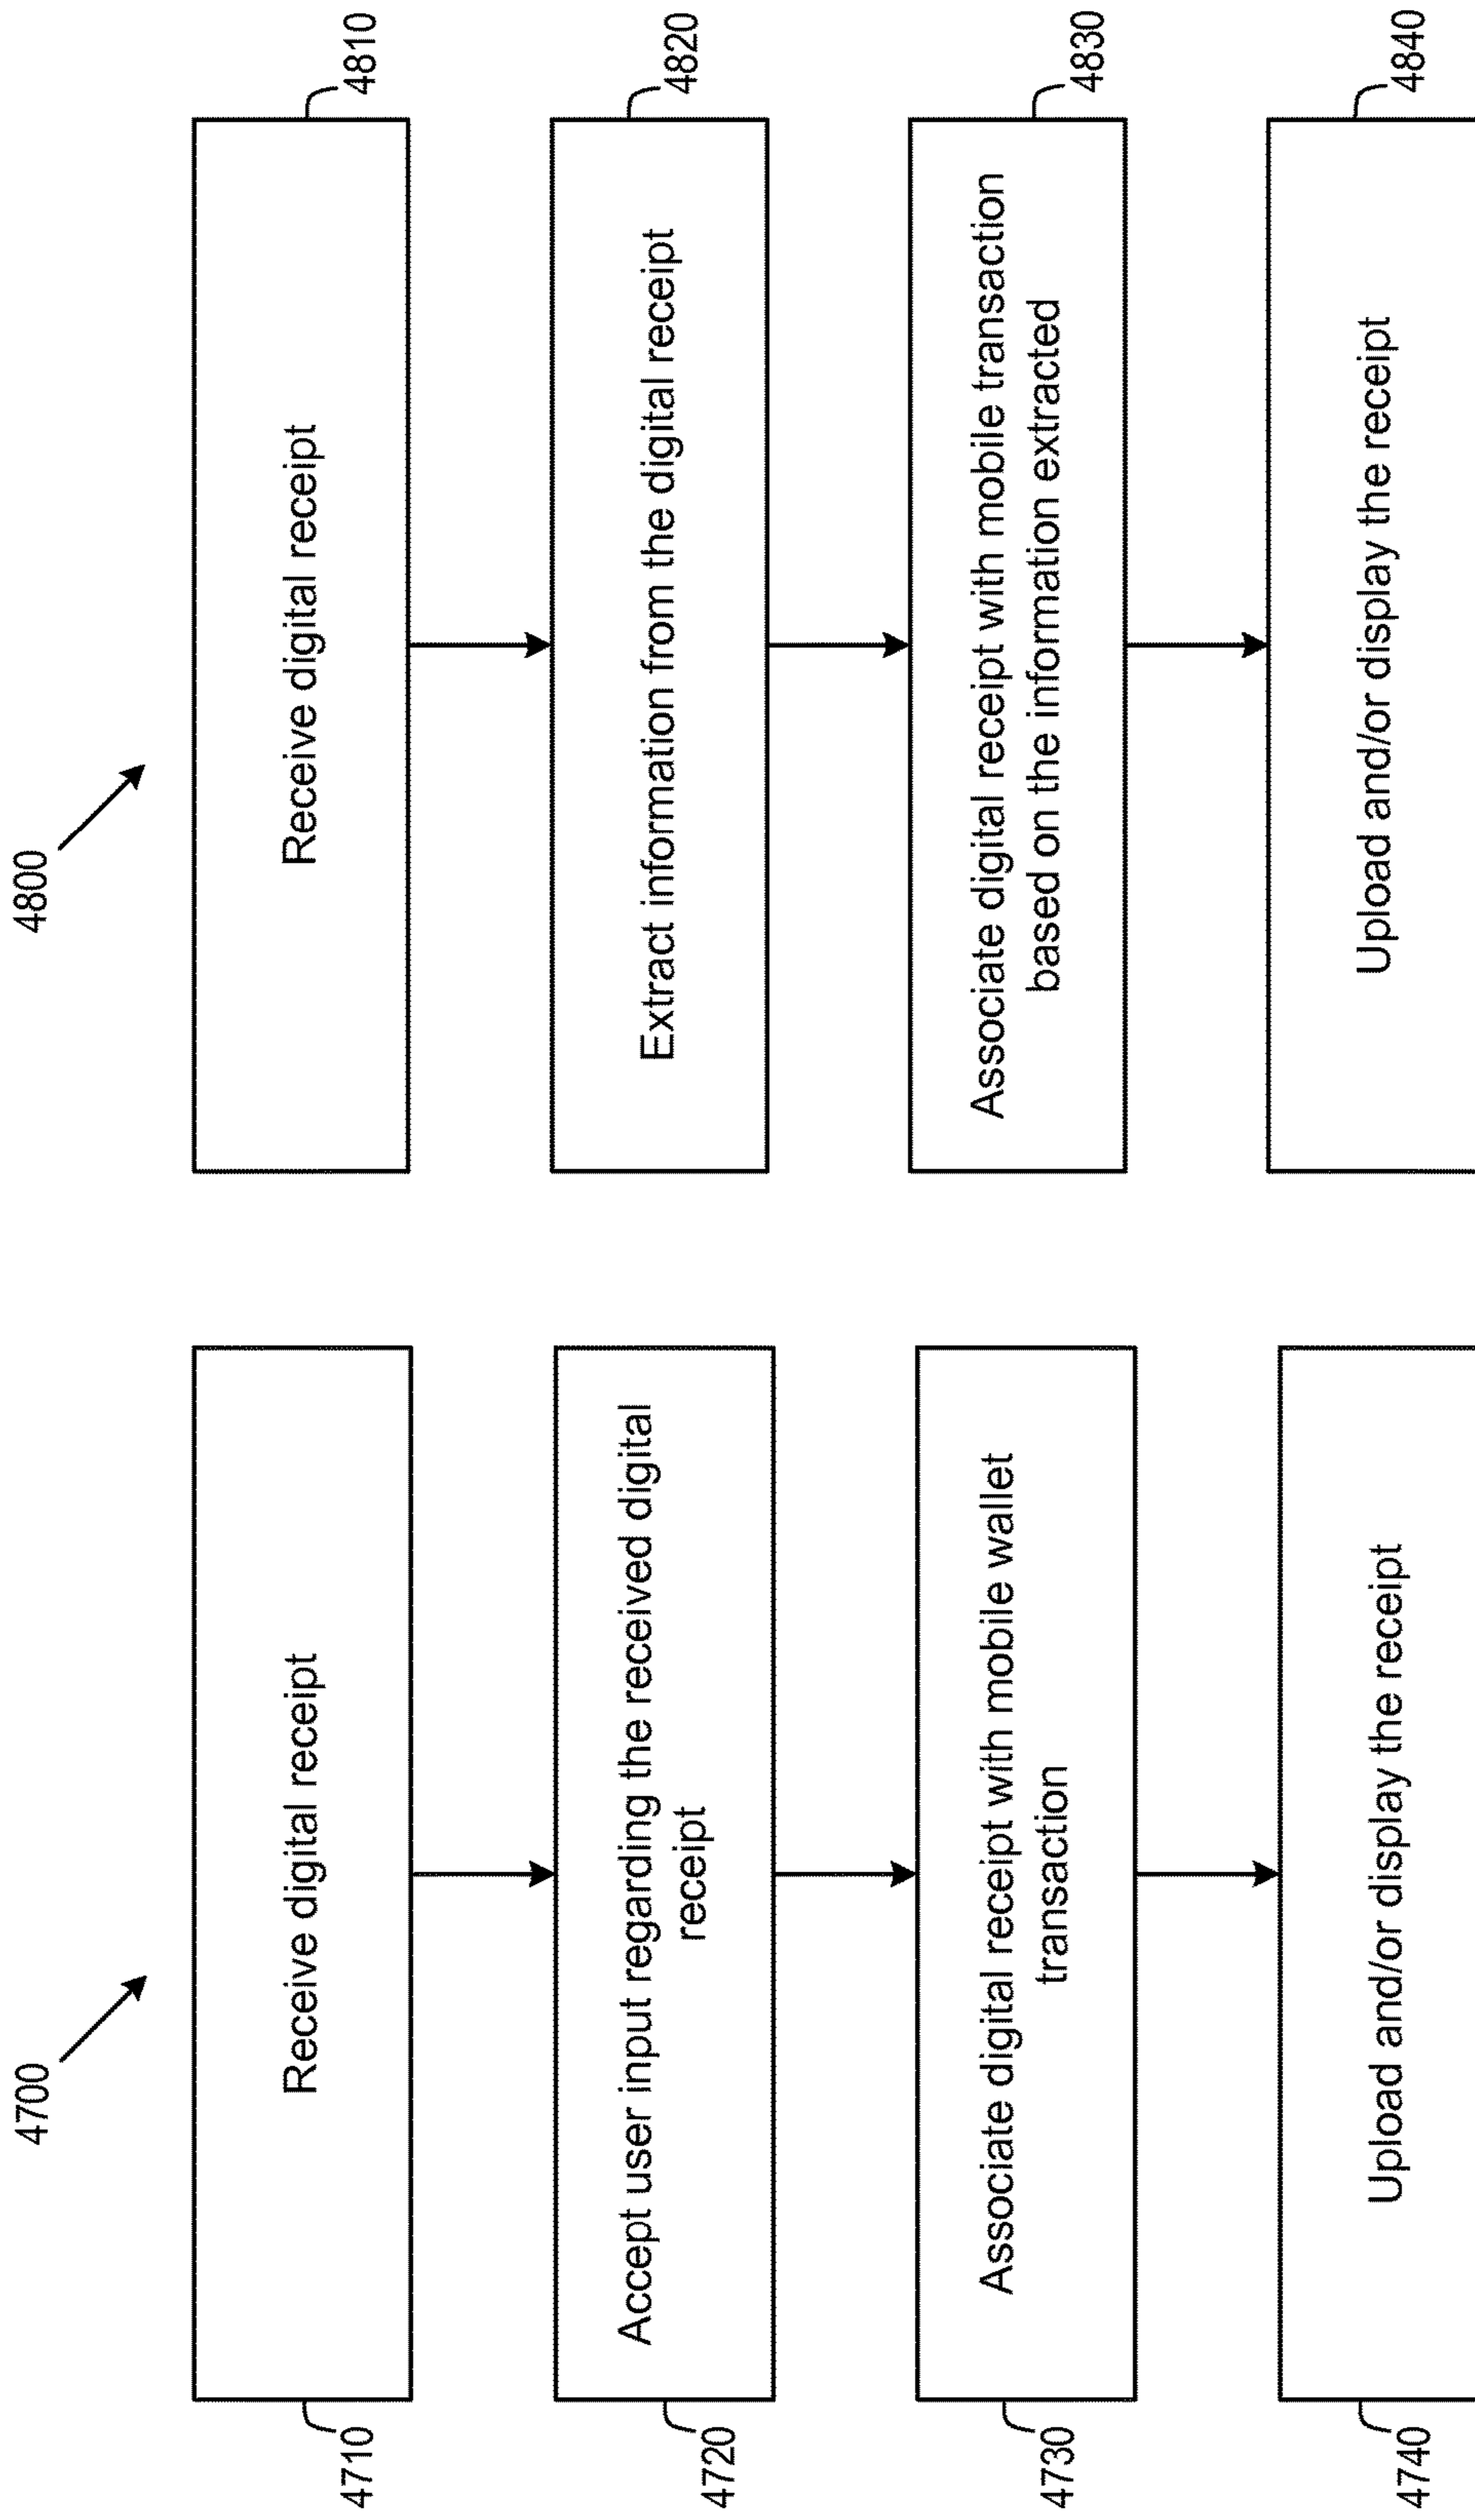 4700
Receive digital receipt
4710
Accept user input regarding the received digital
receipt
4720
Associate digital receipt with mobile wallet
transaction
4730
Upload and/or display the receipt
4740
4800
Receive digital receipt
4810
Extract information from the digital receipt
4820
Associate digital receipt with mobile transaction
based on the information extracted
4830
Upload and/or display the receipt
4840